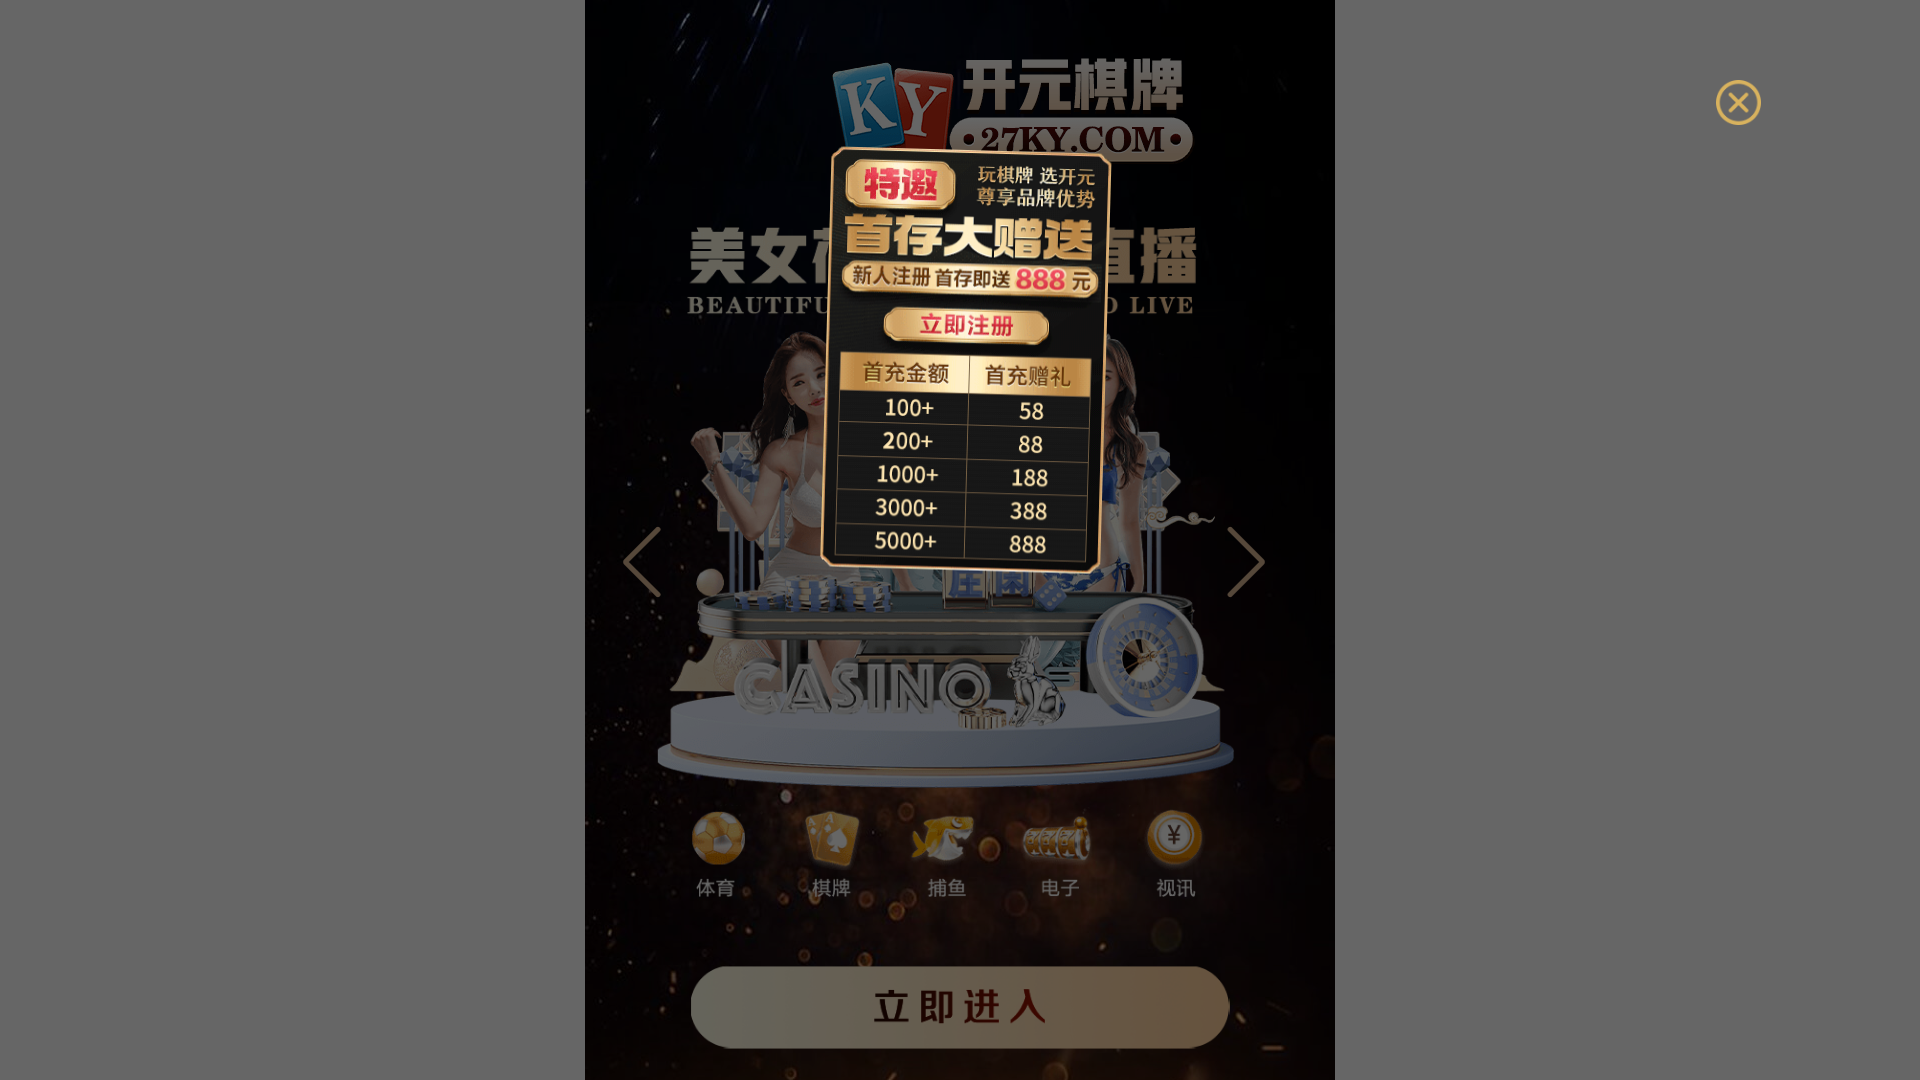 KY 开元棋牌
·27KY.COM·
特邀
玩棋牌 选开元
尊享品牌优势
首存大赠送
新人注册 首存即送 888 元
立即注册
首充金额 首充赠礼
100+ 58
200+ 88
1000+ 188
3000+ 388
5000+ 888
美女
直播
LIVE
CASINO
体育 棋牌 捕鱼 电子 视讯
¥
立即进入